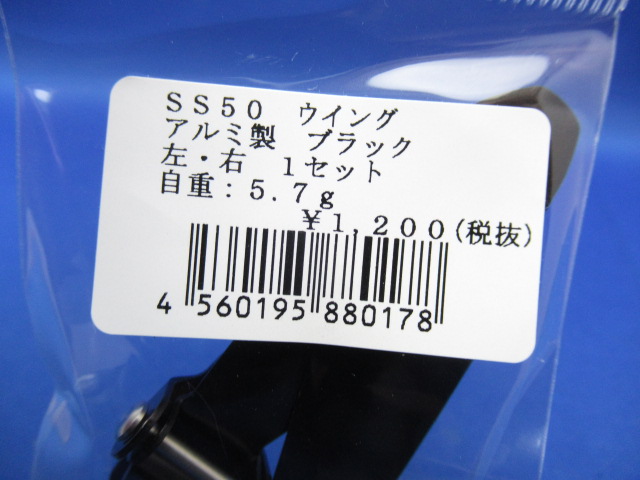 ＳＳ５０　ウイング
アルミ製　ブラック
左・右　１セット
自重：５．７ｇ
￥１，２００(税抜)
4 560195 880178